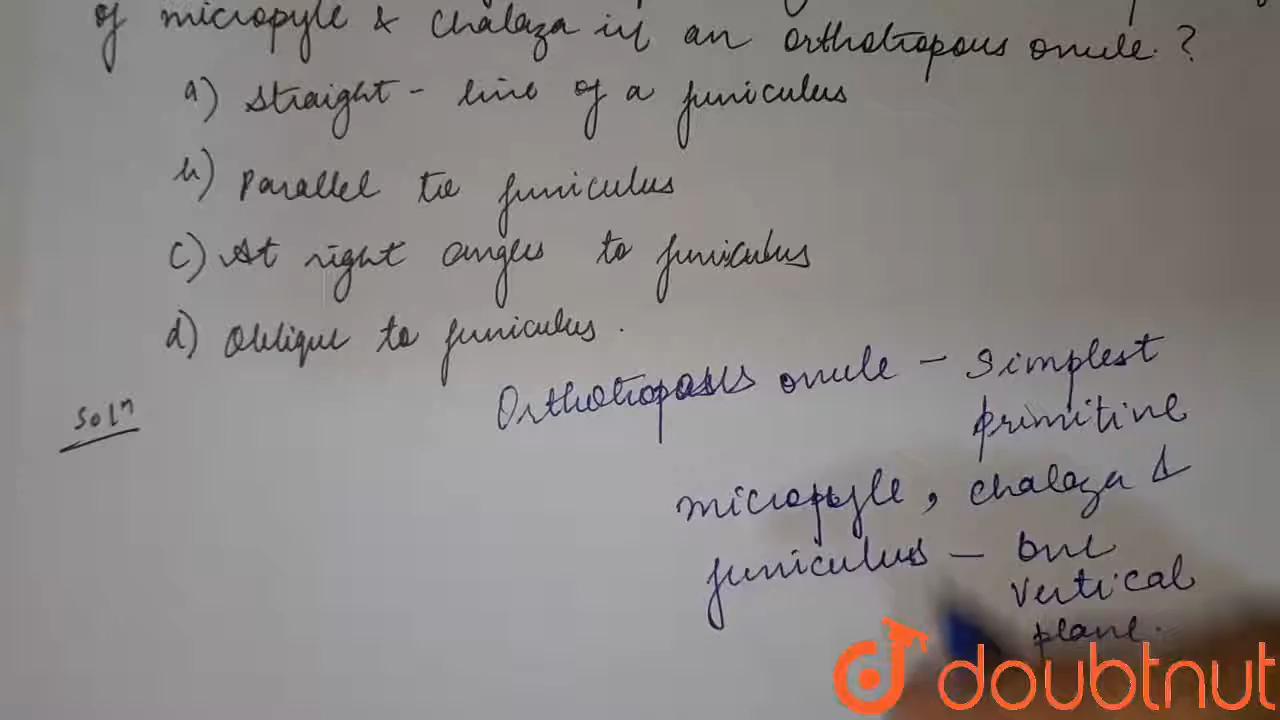 of micropyle & chalaza in an orthotropous ovule.?
a) Straight - line of a funiculus
b) Parallel to funiculus
c) At right angles to funiculus
d) Oblique to funiculus.
Solⁿ
Orthotropous ovule - Simplest
primitive
micropyle, chalaza &
funiculus - one
vertical
plane.
doubtnut